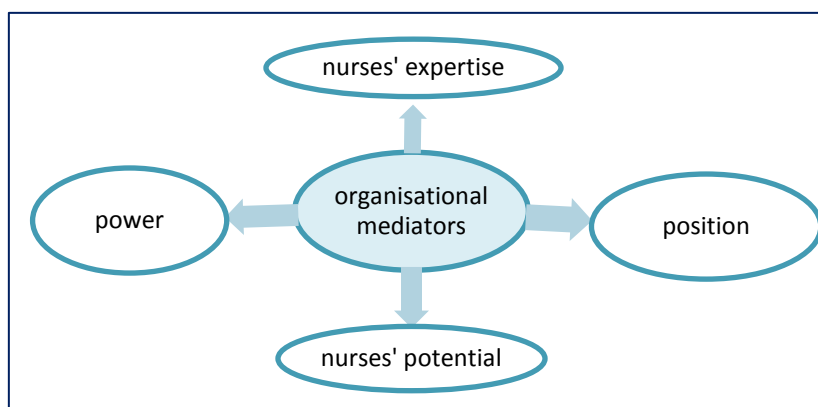 nurses' expertise
power
organisational
mediators
position
nurses' potential